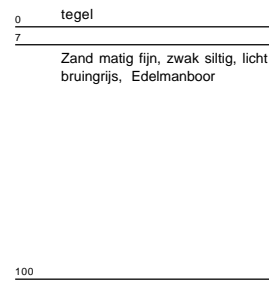 0 tegel
7
Zand matig fijn, zwak siltig, licht
bruingrijs, Edelmanboor
100